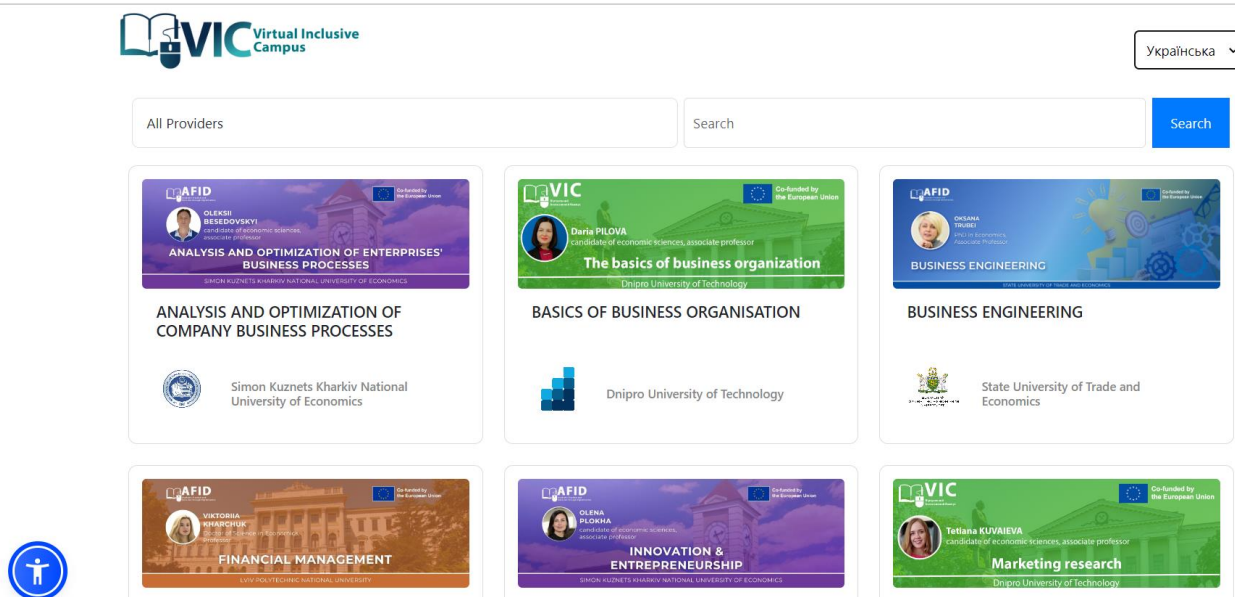 VIC Virtual Inclusive
Campus
Українська
All Providers
Search
Search
AFID
Co-funded by
the European Union
OLEKSII
BESEDOVSKYI
candidate of economic sciences,
associate professor
ANALYSIS AND OPTIMIZATION OF ENTERPRISES'
BUSINESS PROCESSES
SIMON KUZNETS KHARKIV NATIONAL UNIVERSITY OF ECONOMICS
ANALYSIS AND OPTIMIZATION OF
COMPANY BUSINESS PROCESSES
Simon Kuznets Kharkiv National
University of Economics
VIC
Co-funded by
the European Union
Daria PILOVA
candidate of economic sciences, associate professor
The basics of business organization
Dnipro University of Technology
BASICS OF BUSINESS ORGANISATION
Dnipro University of Technology
AFID
Co-funded by
the European Union
OKSANA
TRUBEI
PhD in Economics,
Associate Professor
BUSINESS ENGINEERING
STATE UNIVERSITY OF TRADE AND ECONOMICS
BUSINESS ENGINEERING
State University of Trade and
Economics
AFID
Co-funded by
the European Union
VIKTORIIA
KHARCHUK
Doctor of Science in Economics,
Professor
FINANCIAL MANAGEMENT
LVIV POLYTECHNIC NATIONAL UNIVERSITY
AFID
Co-funded by
the European Union
OLENA
PLOKHA
candidate of economic sciences,
associate professor
INNOVATION &
ENTREPRENEURSHIP
SIMON KUZNETS KHARKIV NATIONAL UNIVERSITY OF ECONOMICS
VIC
Co-funded by
the European Union
Tetiana KUVAIEVA
candidate of economic sciences, associate professor
Marketing research
Dnipro University of Technology